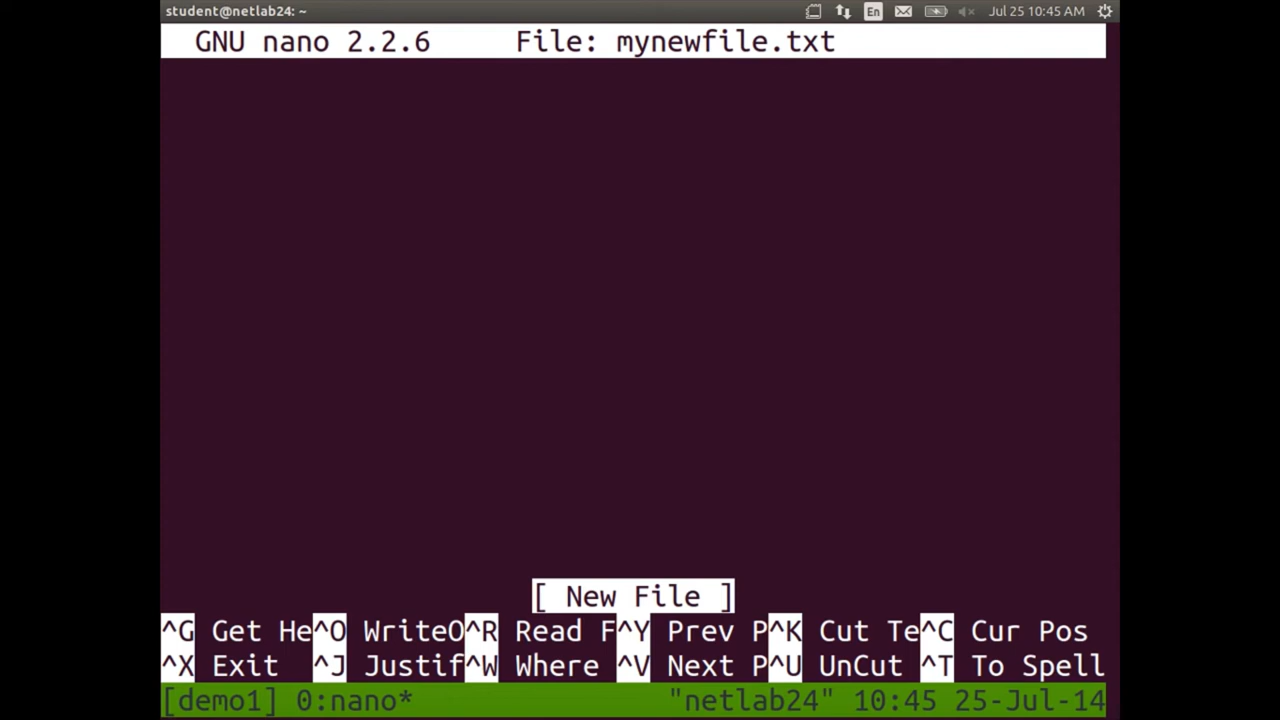 student@netlab24: ~ En Jul 25 10:45 AM
GNU nano 2.2.6 File: mynewfile.txt
[ New File ]
^G Get He^O WriteO^R Read F^Y Prev P^K Cut Te^C Cur Pos
^X Exit ^J Justif^W Where ^V Next P^U UnCut ^T To Spell
[demo1] 0:nano* "netlab24" 10:45 25-Jul-14